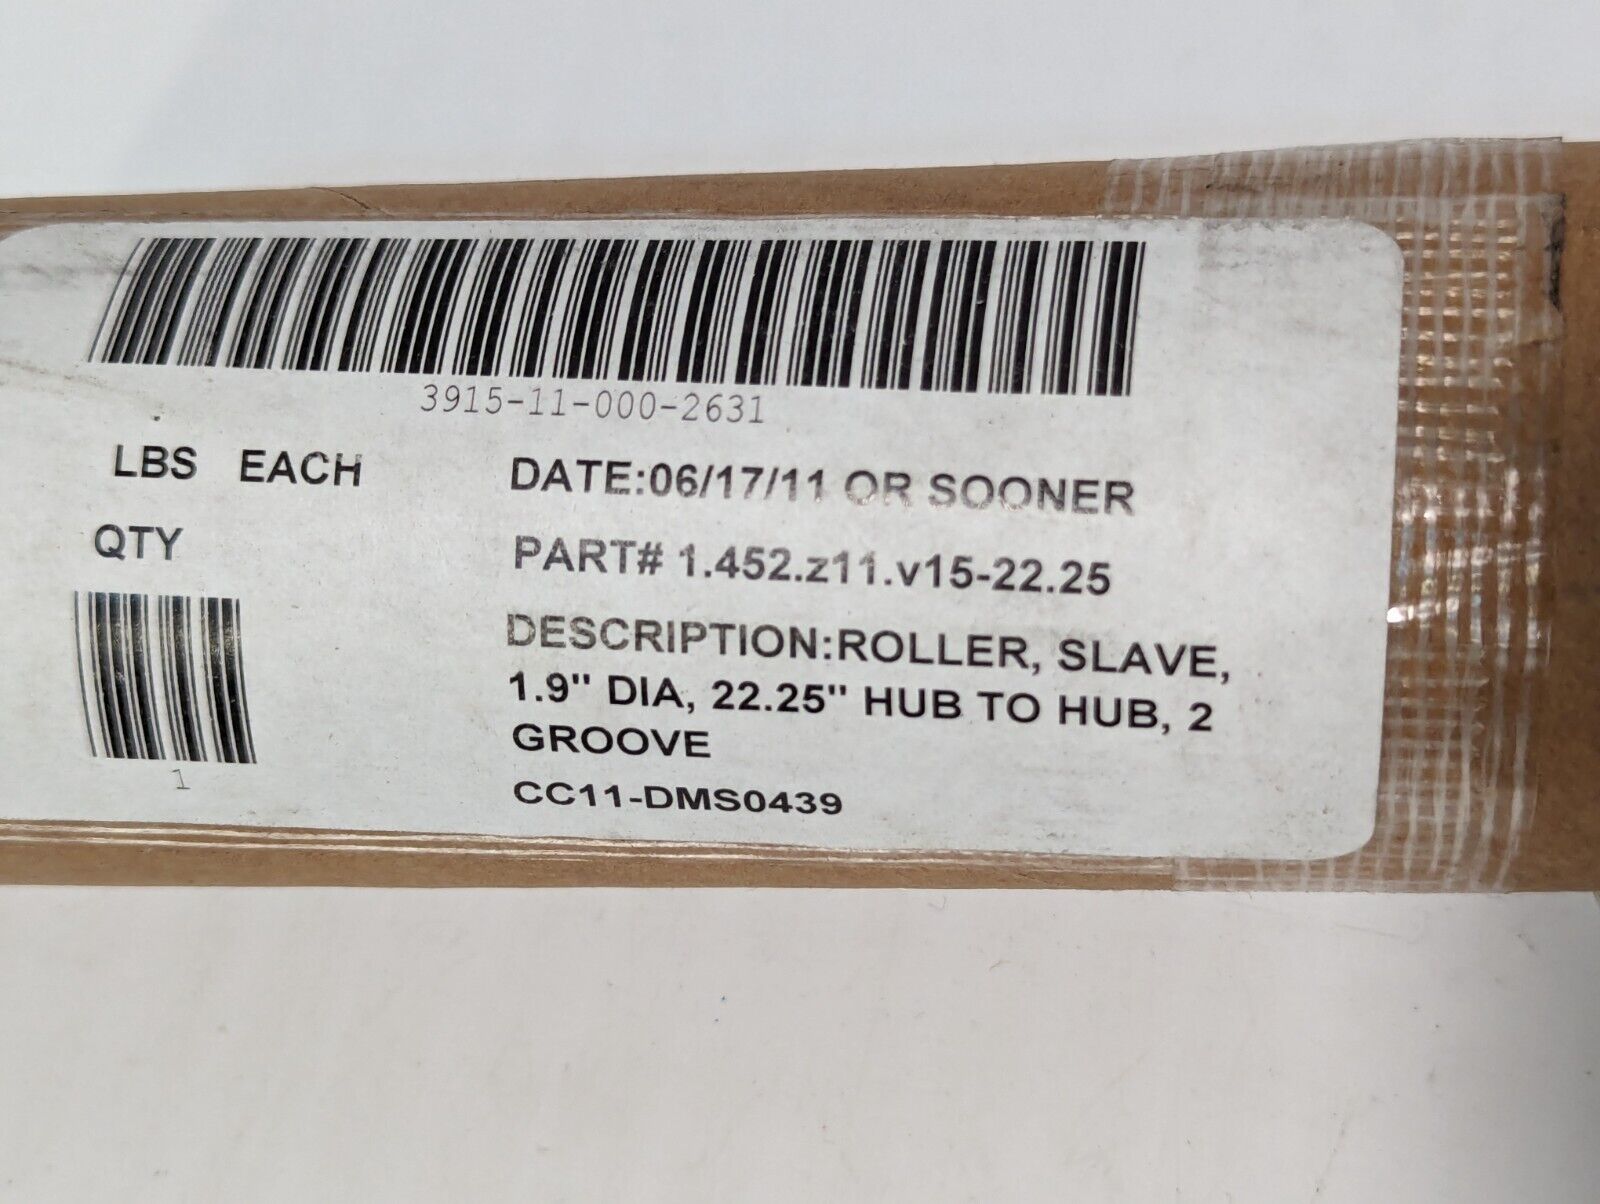 3915-11-000-2631
LBS EACH
DATE:06/17/11 OR SOONER
QTY
PART# 1.452.z11.v15-22.25
DESCRIPTION:ROLLER, SLAVE,
1.9" DIA, 22.25" HUB TO HUB, 2
GROOVE
1
CC11-DMS0439